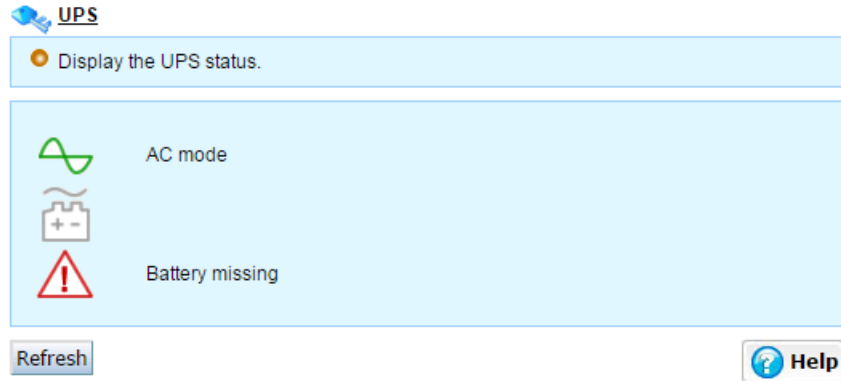 UPS
Display the UPS status.
AC mode
Battery missing
Refresh
Help